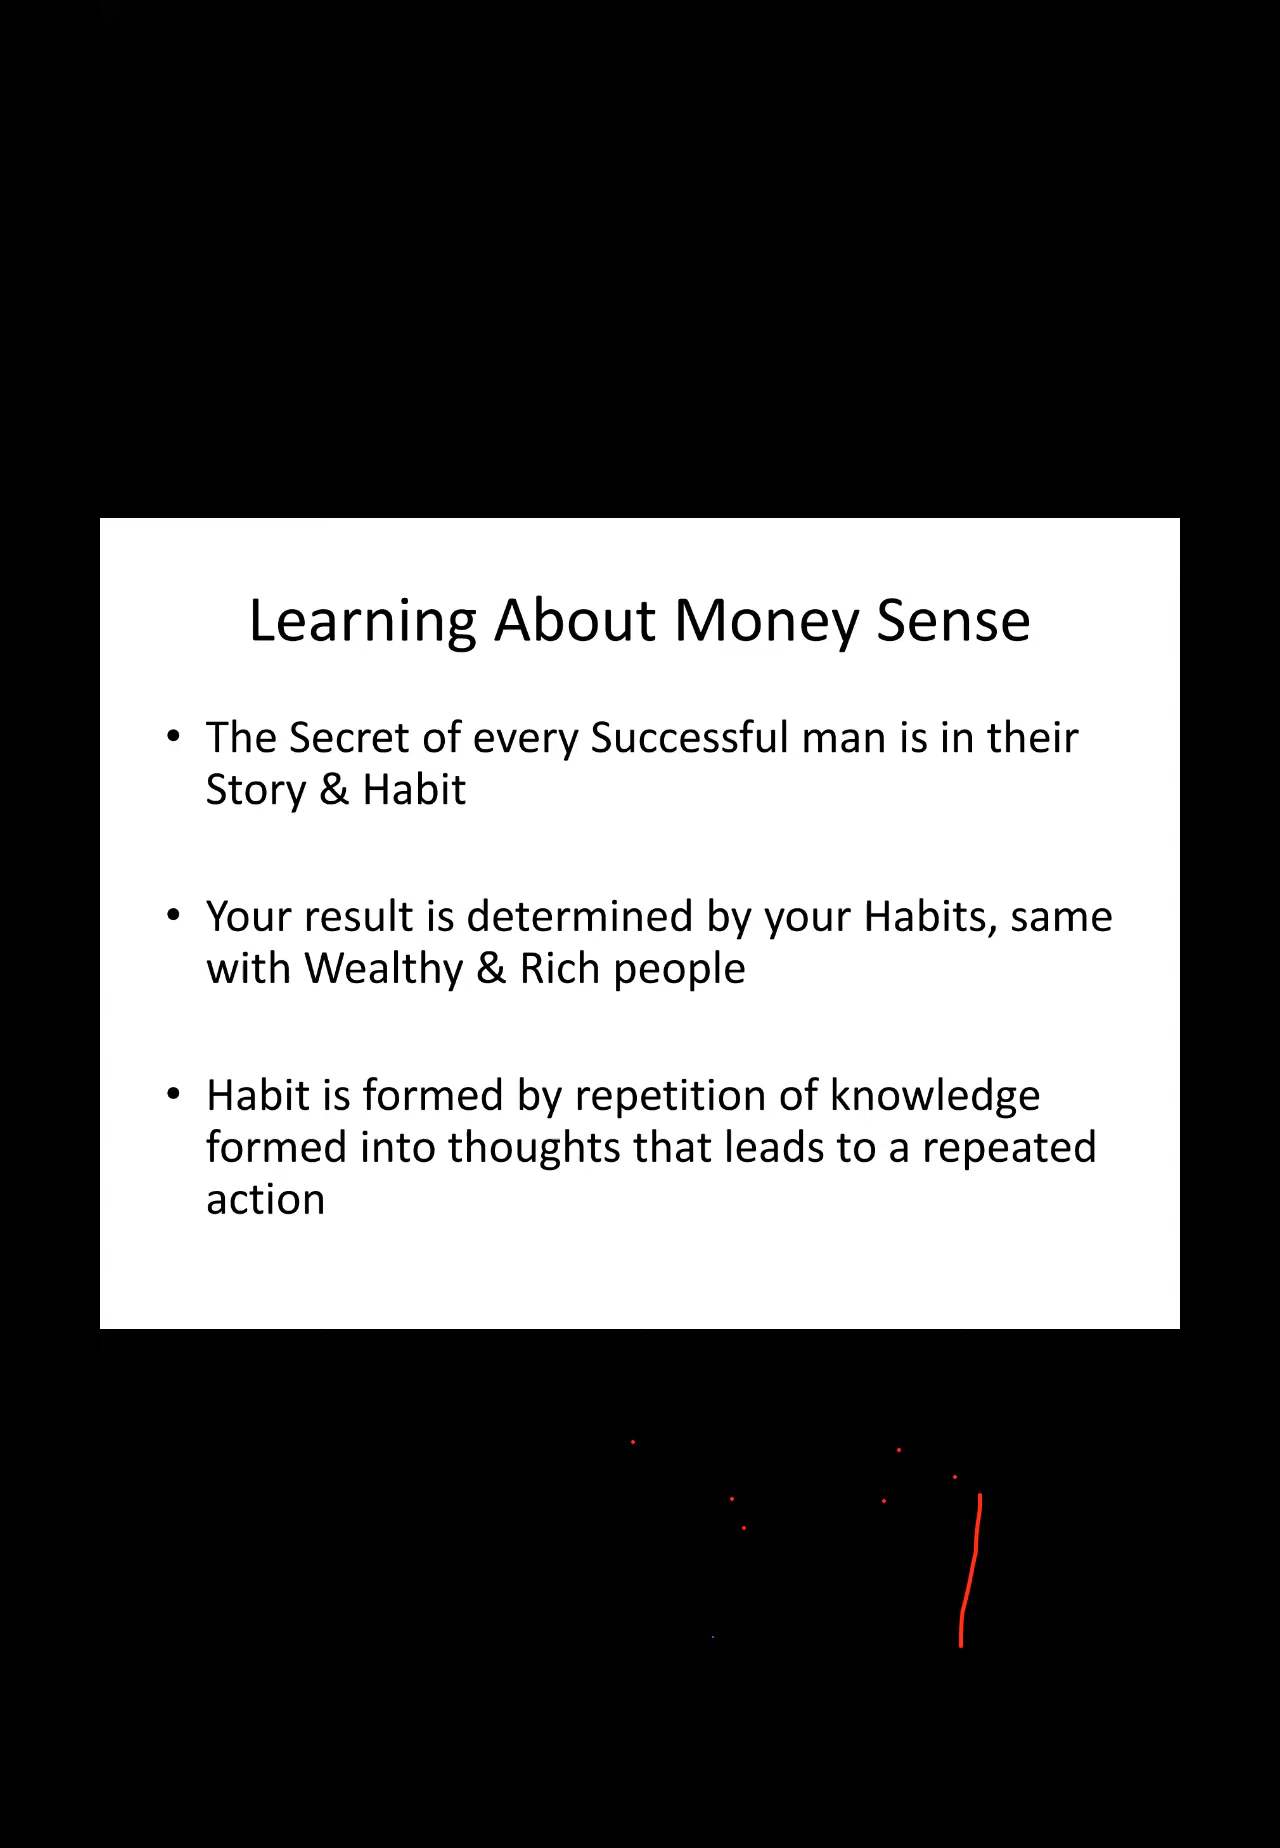 Learning About Money Sense
• The Secret of every Successful man is in their
Story & Habit
• Your result is determined by your Habits, same
with Wealthy & Rich people
• Habit is formed by repetition of knowledge
formed into thoughts that leads to a repeated
action